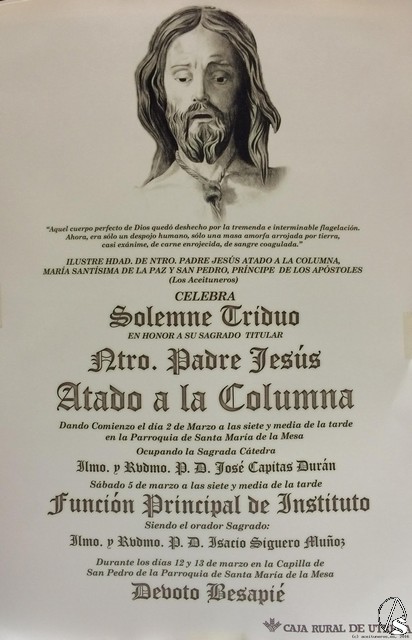 "Aquel cuerpo perfecto de Dios quedó deshecho por la tremenda e interminable flagelación.
Ahora, era sólo un despojo humano, sólo una masa amorfa arrojada por tierra,
casi exánime, de carne enrojecida, de sangre coagulada."
ILUSTRE HDAD. DE NTRO. PADRE JESÚS ATADO A LA COLUMNA,
MARÍA SANTÍSIMA DE LA PAZ Y SAN PEDRO, PRÍNCIPE DE LOS APÓSTOLES
(Los Aceituneros)
CELEBRA
Solemne Triduo
EN HONOR A SU SAGRADO TITULAR
Ntro. Padre Jesús
Atado a la Columna
Dando Comienzo el día 2 de Marzo a las siete y media de la tarde
en la Parroquia de Santa María de la Mesa
Ocupando la Sagrada Cátedra
Ilmo. y Rvdmo. P. D. José Capitas Durán
Sábado 5 de marzo a las siete y media de la tarde
Función Principal de Instituto
Siendo el orador Sagrado:
Ilmo. y Rvdmo. P. D. Isacio Siguero Muñoz
Durante los días 12 y 13 de marzo en la Capilla de
San Pedro de la Parroquia de Santa María de la Mesa
Devoto Besapié
CAJA RURAL DE